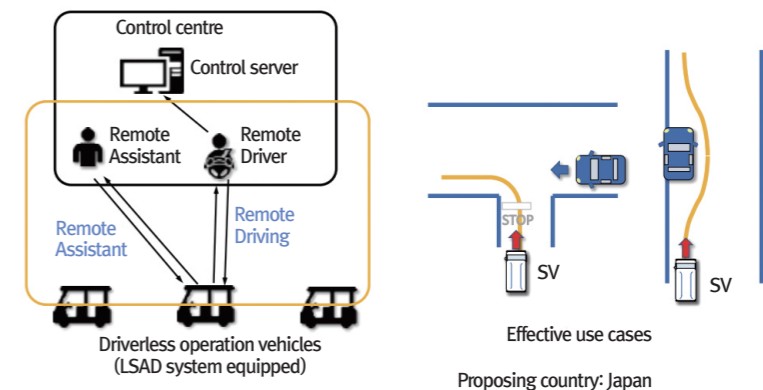 Control centre
Control server
Remote
Assistant
Remote
Driver
Remote
Assistant
Remote
Driving
Driverless operation vehicles
(LSAD system equipped)
STOP
SV
SV
Effective use cases
Proposing country: Japan